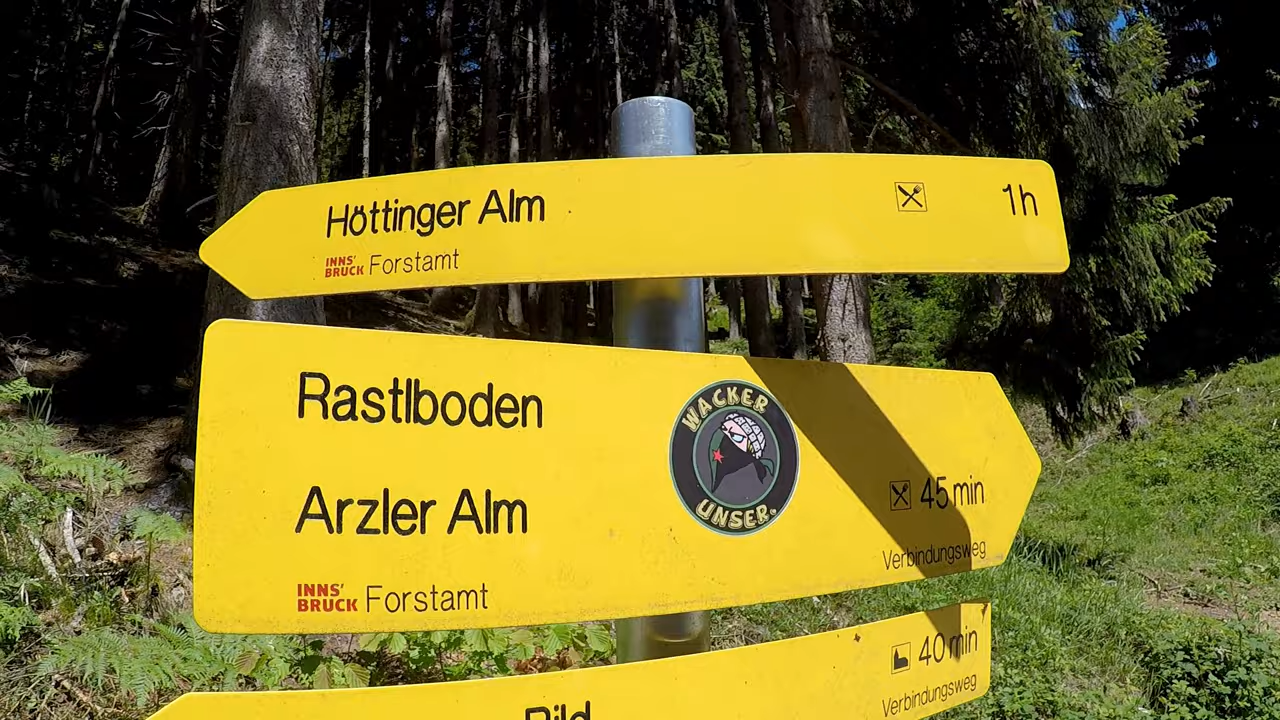 Höttinger Alm
1h
INNS'
BRUCK Forstamt
Rastlboden
WACKER
UNSER.
Arzler Alm
45 min
Verbindungsweg
INNS'
BRUCK Forstamt
40 min
Verbindungsweg
Bild